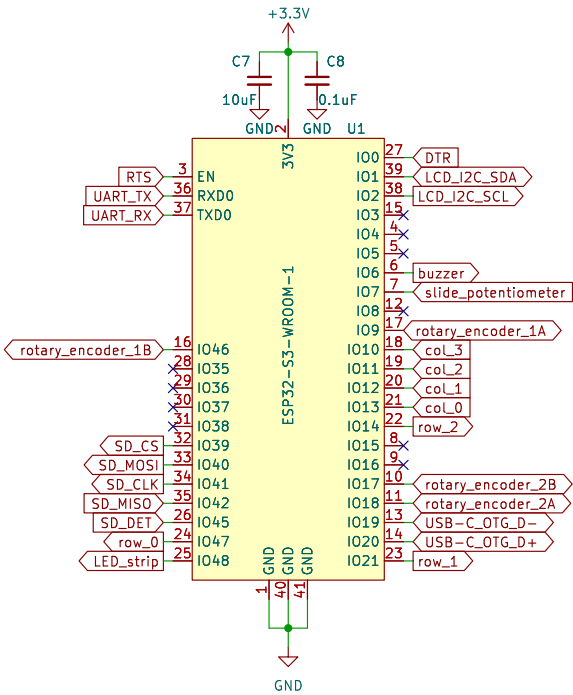 +3.3V
C7
C8
10uF
0.1uF
GND
GND
2
U1
3V3
ESP32-S3-WROOM-1
RTS 3 EN
UART_TX 36 RXD0
UART_RX 37 TXD0
rotary_encoder_1B 16 IO46
28 IO35
29 IO36
30 IO37
31 IO38
SD_CS 32 IO39
SD_MOSI 33 IO40
SD_CLK 34 IO41
SD_MISO 35 IO42
SD_DET 26 IO45
row_0 24 IO47
LED_strip 25 IO48
IO0 27 DTR
IO1 39 LCD_I2C_SDA
IO2 38 LCD_I2C_SCL
IO3 15
IO4 4
IO5 5
IO6 6 buzzer
IO7 7 slide_potentiometer
IO8 12
IO9 17 rotary_encoder_1A
IO10 18 col_3
IO11 19 col_2
IO12 20 col_1
IO13 21 col_0
IO14 22 row_2
IO15 8
IO16 9
IO17 10 rotary_encoder_2B
IO18 11 rotary_encoder_2A
IO19 13 USB-C_OTG_D-
IO20 14 USB-C_OTG_D+
IO21 23 row_1
GND
GND
GND
1
40
41
GND